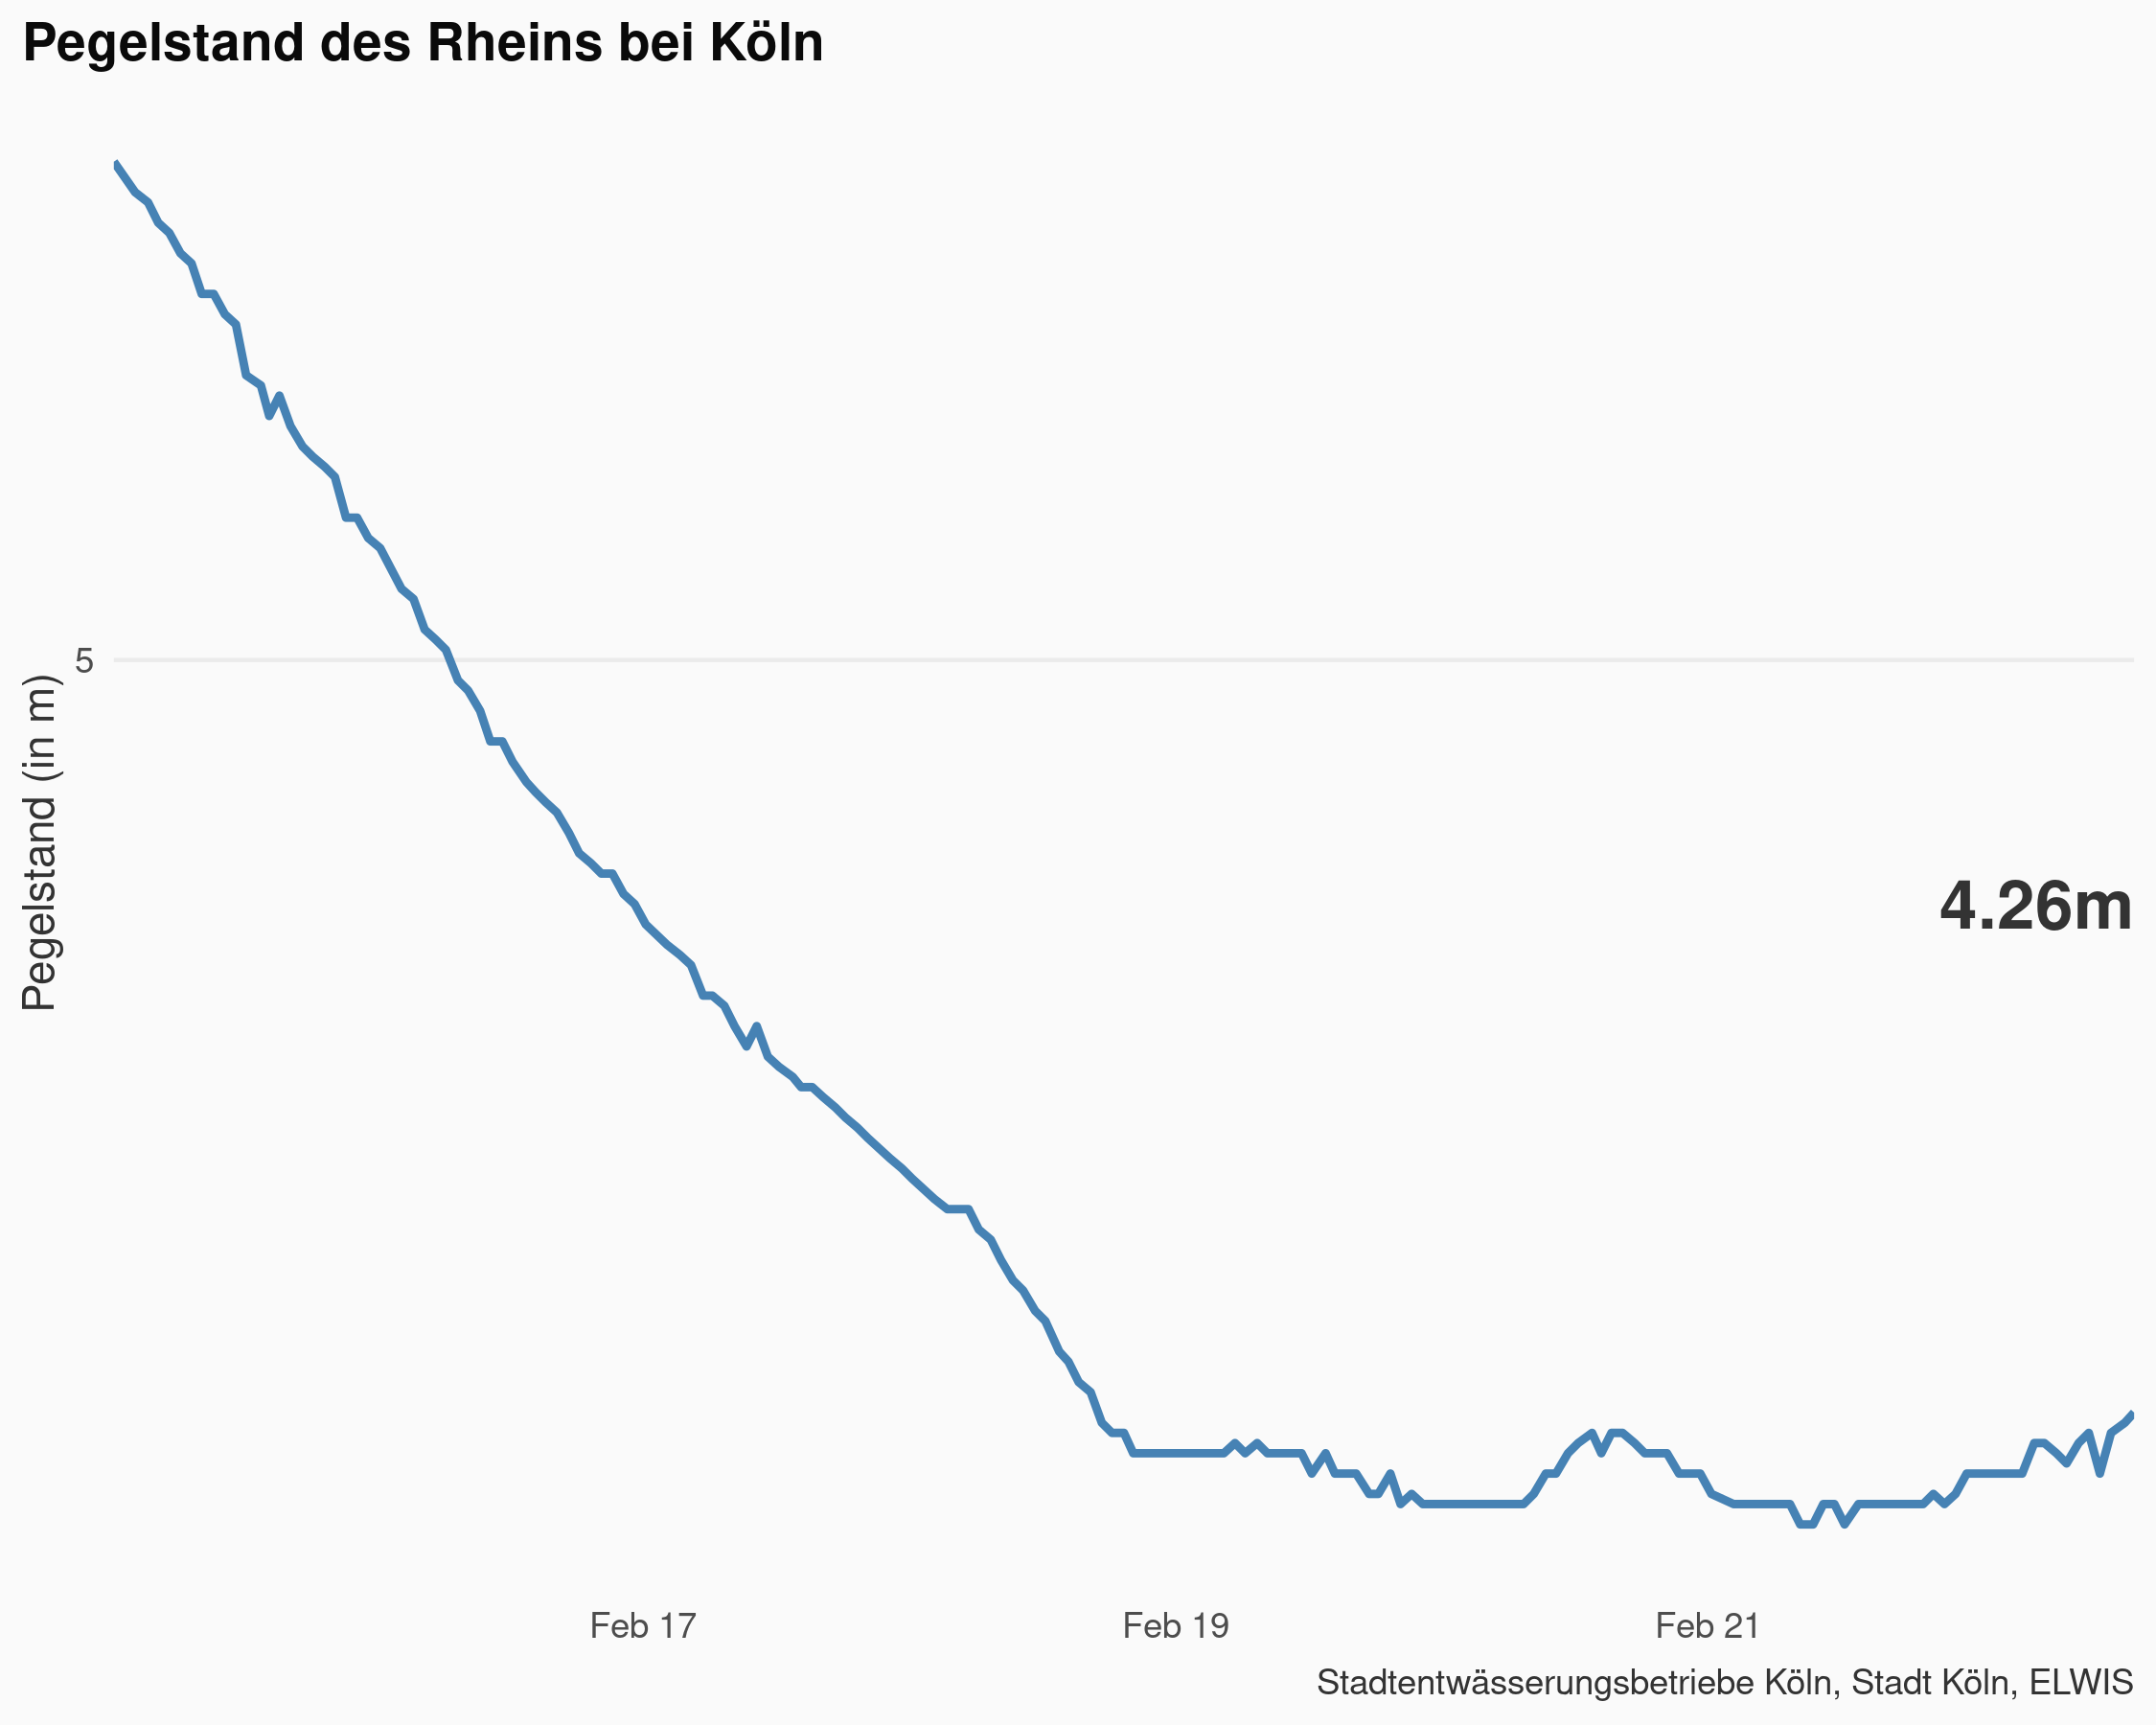 Pegelstand des Rheins bei Köln
Pegelstand (in m)
5
4.26m
Feb 17
Feb 19
Feb 21
Stadtentwässerungsbetriebe Köln, Stadt Köln, ELWIS